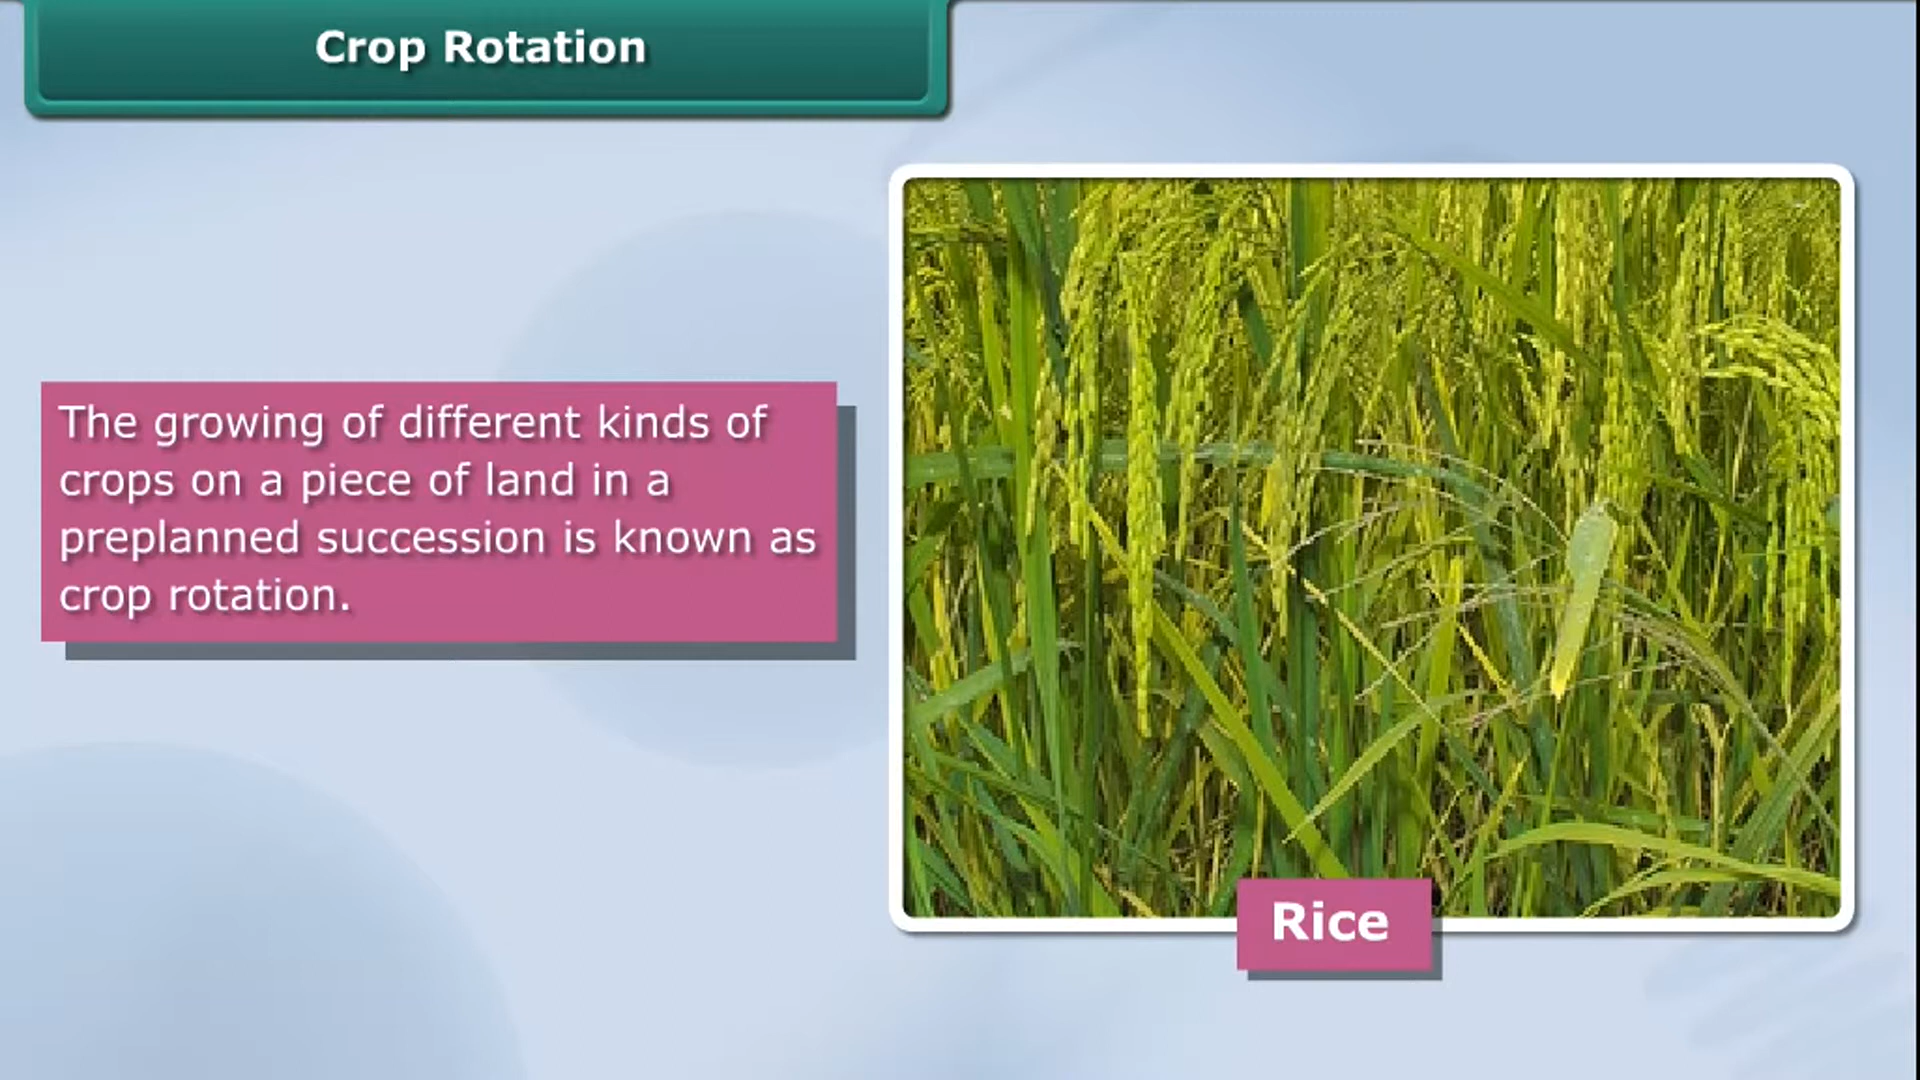 Crop Rotation
The growing of different kinds of
crops on a piece of land in a
preplanned succession is known as
crop rotation.
Rice